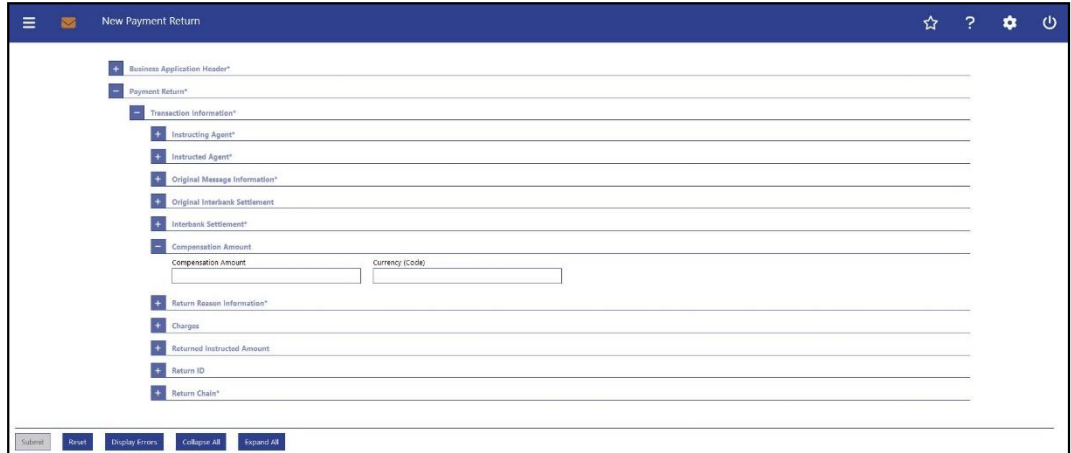 New Payment Return
?
+ Business Application Header*
− Payment Return*
− Transaction Information*
+ Instructing Agent*
+ Instructed Agent*
+ Original Message Information*
+ Original Interbank Settlement
+ Interbank Settlement*
− Compensation Amount
Compensation Amount Currency (Code)
+ Return Reason Information*
+ Charges
+ Returned Instructed Amount
+ Return ID
+ Return Chain*
Submit Reset Display Errors Collapse All Expand All